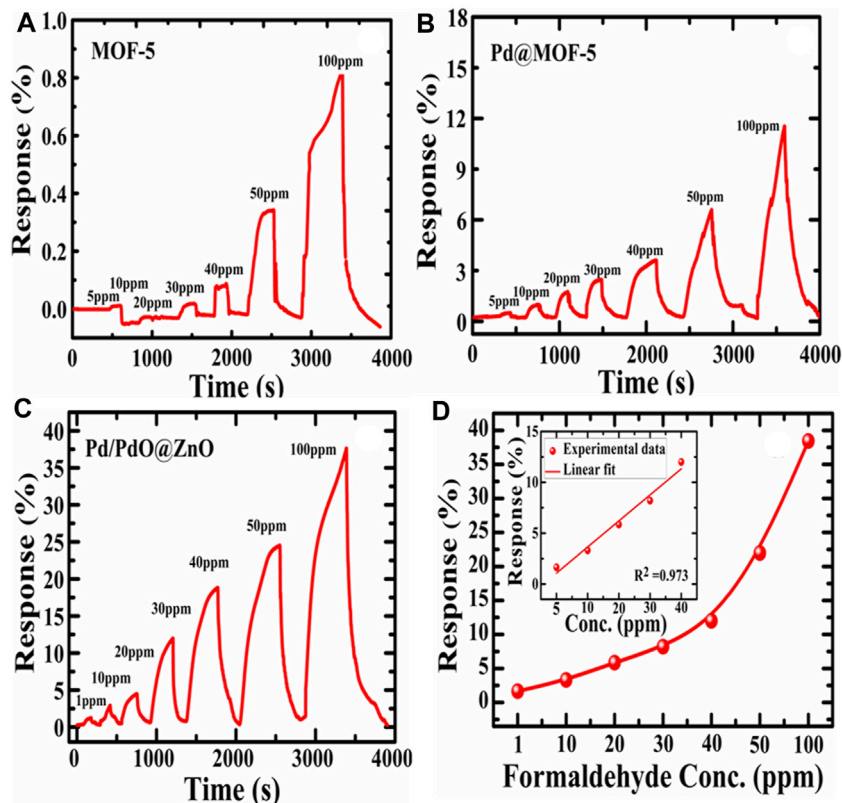 A
MOF-5
1.0
0.8
0.6
0.4
0.2
0.0
Response (%)
5ppm
10ppm
20ppm
30ppm
40ppm
50ppm
100ppm
0 1000 2000 3000 4000
Time (s)
B
Pd@MOF-5
18
15
12
9
6
3
0
Response (%)
5ppm
10ppm
20ppm
30ppm
40ppm
50ppm
100ppm
0 1000 2000 3000 4000
Time (s)
C
Pd/PdO@ZnO
40
35
30
25
20
15
10
5
0
Response (%)
1ppm
10ppm
20ppm
30ppm
40ppm
50ppm
100ppm
0 1000 2000 3000 4000
Time (s)
D
40
35
30
25
20
15
10
5
0
Response (%)
15
10
5
0
Response (%)
Experimental data
Linear fit
R2 =0.973
5 10 20 30 40
Conc. (ppm)
1 10 20 30 40 50 100
Formaldehyde Conc. (ppm)